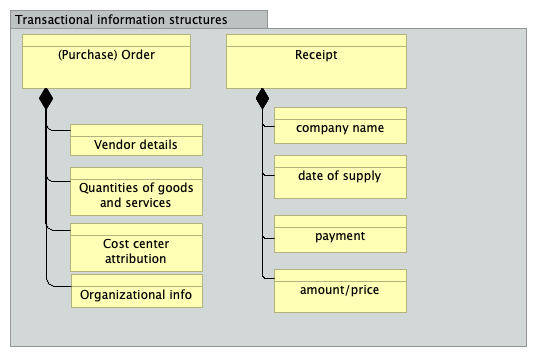 Transactional information structures
(Purchase) Order
Receipt
Vendor details
Quantities of goods
and services
Cost center
attribution
Organizational info
company name
date of supply
payment
amount/price